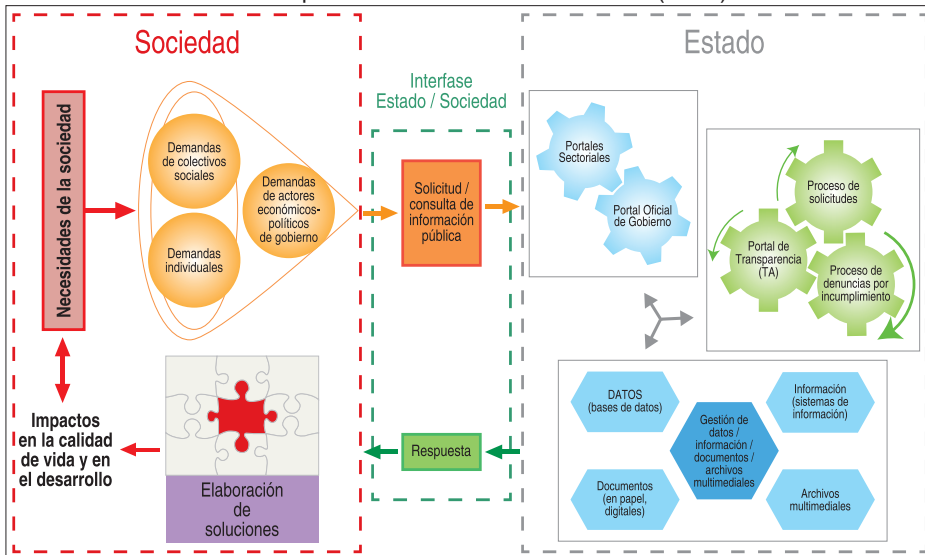 Sociedad
Necesidades de la sociedad
Demandas
de colectivos
sociales
Demandas
individuales
Demandas
de actores
económicos-
políticos
de gobierno
Impactos
en la calidad
de vida y en
el desarrollo
Elaboración
de
soluciones
Interfase
Estado / Sociedad
Solicitud /
consulta de
información
pública
Respuesta
Estado
Portales
Sectoriales
Portal Oficial
de Gobierno
Proceso de
solicitudes
Portal de
Transparencia
(TA)
Proceso de
denuncias por
incumplimiento
DATOS
(bases de datos)
Información
(sistemas de
información)
Gestión de
datos /
información /
documentos /
archivos
multimediales
Documentos
(en papel,
digitales)
Archivos
multimediales